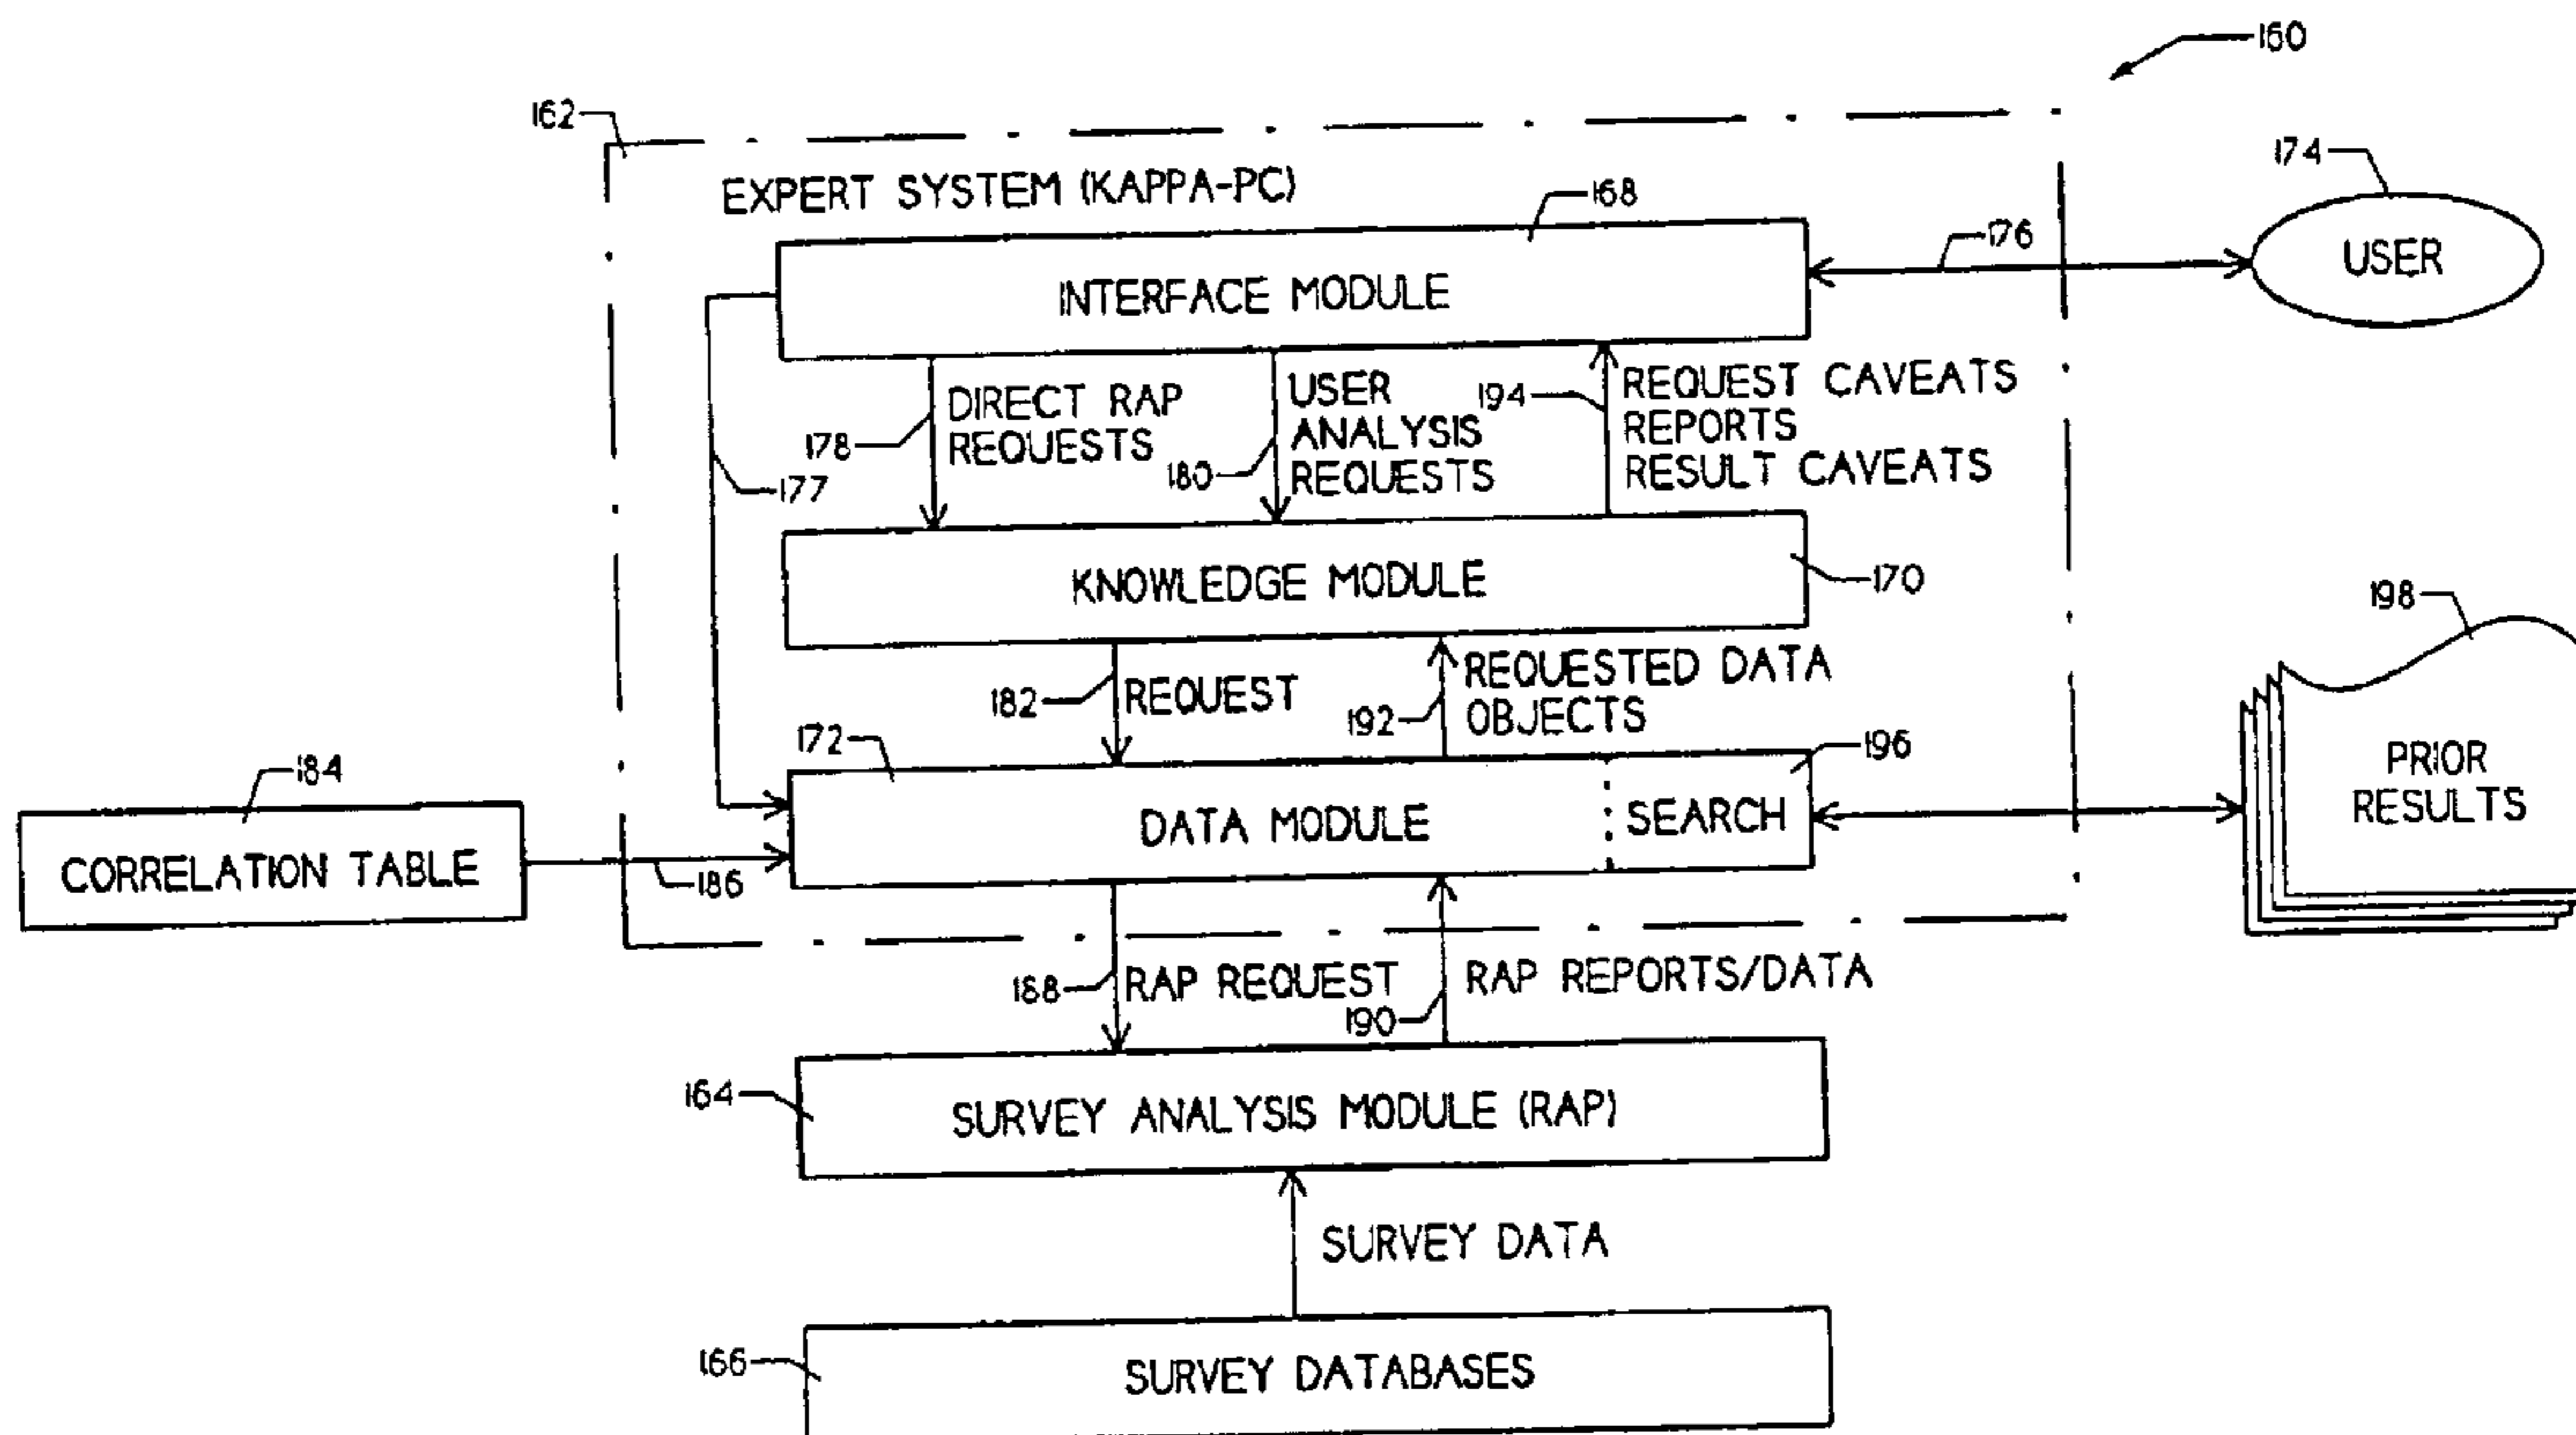 160
162
EXPERT SYSTEM (KAPPA-PC)
168
174
176
USER
INTERFACE MODULE
178
DIRECT RAP
REQUESTS
180
USER
ANALYSIS
REQUESTS
194
REQUEST CAVEATS
REPORTS
RESULT CAVEATS
177
KNOWLEDGE MODULE
170
198
182
REQUEST
192
REQUESTED DATA
OBJECTS
172
196
184
PRIOR
RESULTS
DATA MODULE
SEARCH
CORRELATION TABLE
186
188
RAP REQUEST
190
RAP REPORTS/DATA
164
SURVEY ANALYSIS MODULE (RAP)
SURVEY DATA
166
SURVEY DATABASES